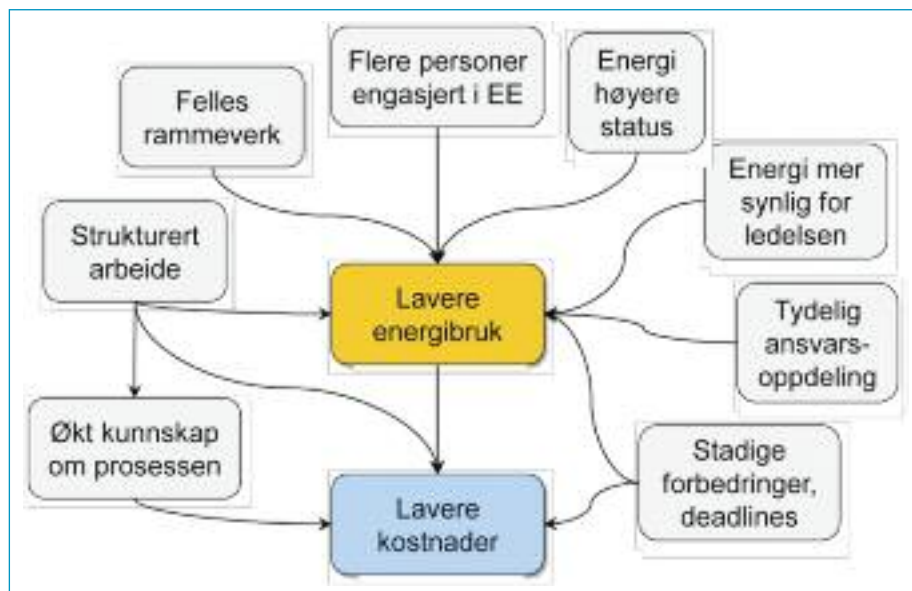 Felles
rammeverk
Flere personer
engasjert i EE
Energi
høyere
status
Energi mer
synlig for
ledelsen
Strukturert
arbeide
Lavere
energibruk
Tydelig
ansvars-
oppdeling
Økt kunnskap
om prosessen
Lavere
kostnader
Stadige
forbedringer,
deadlines